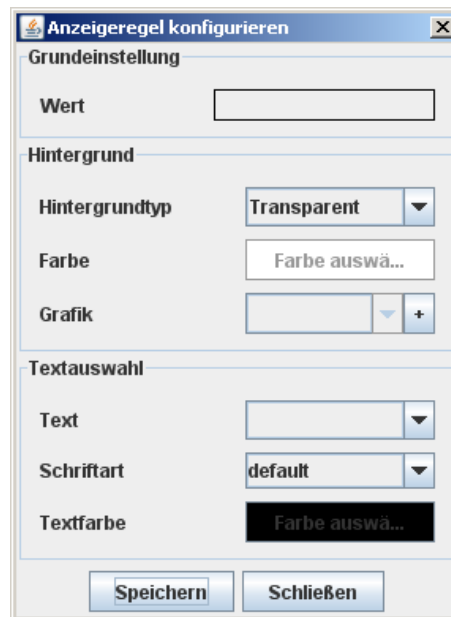 Anzeigeregel konfigurieren
Grundeinstellung
Wert
Hintergrund
Hintergrundtyp Transparent
Farbe Farbe auswä...
Grafik +
Textauswahl
Text
Schriftart default
Textfarbe Farbe auswä...
Speichern Schließen